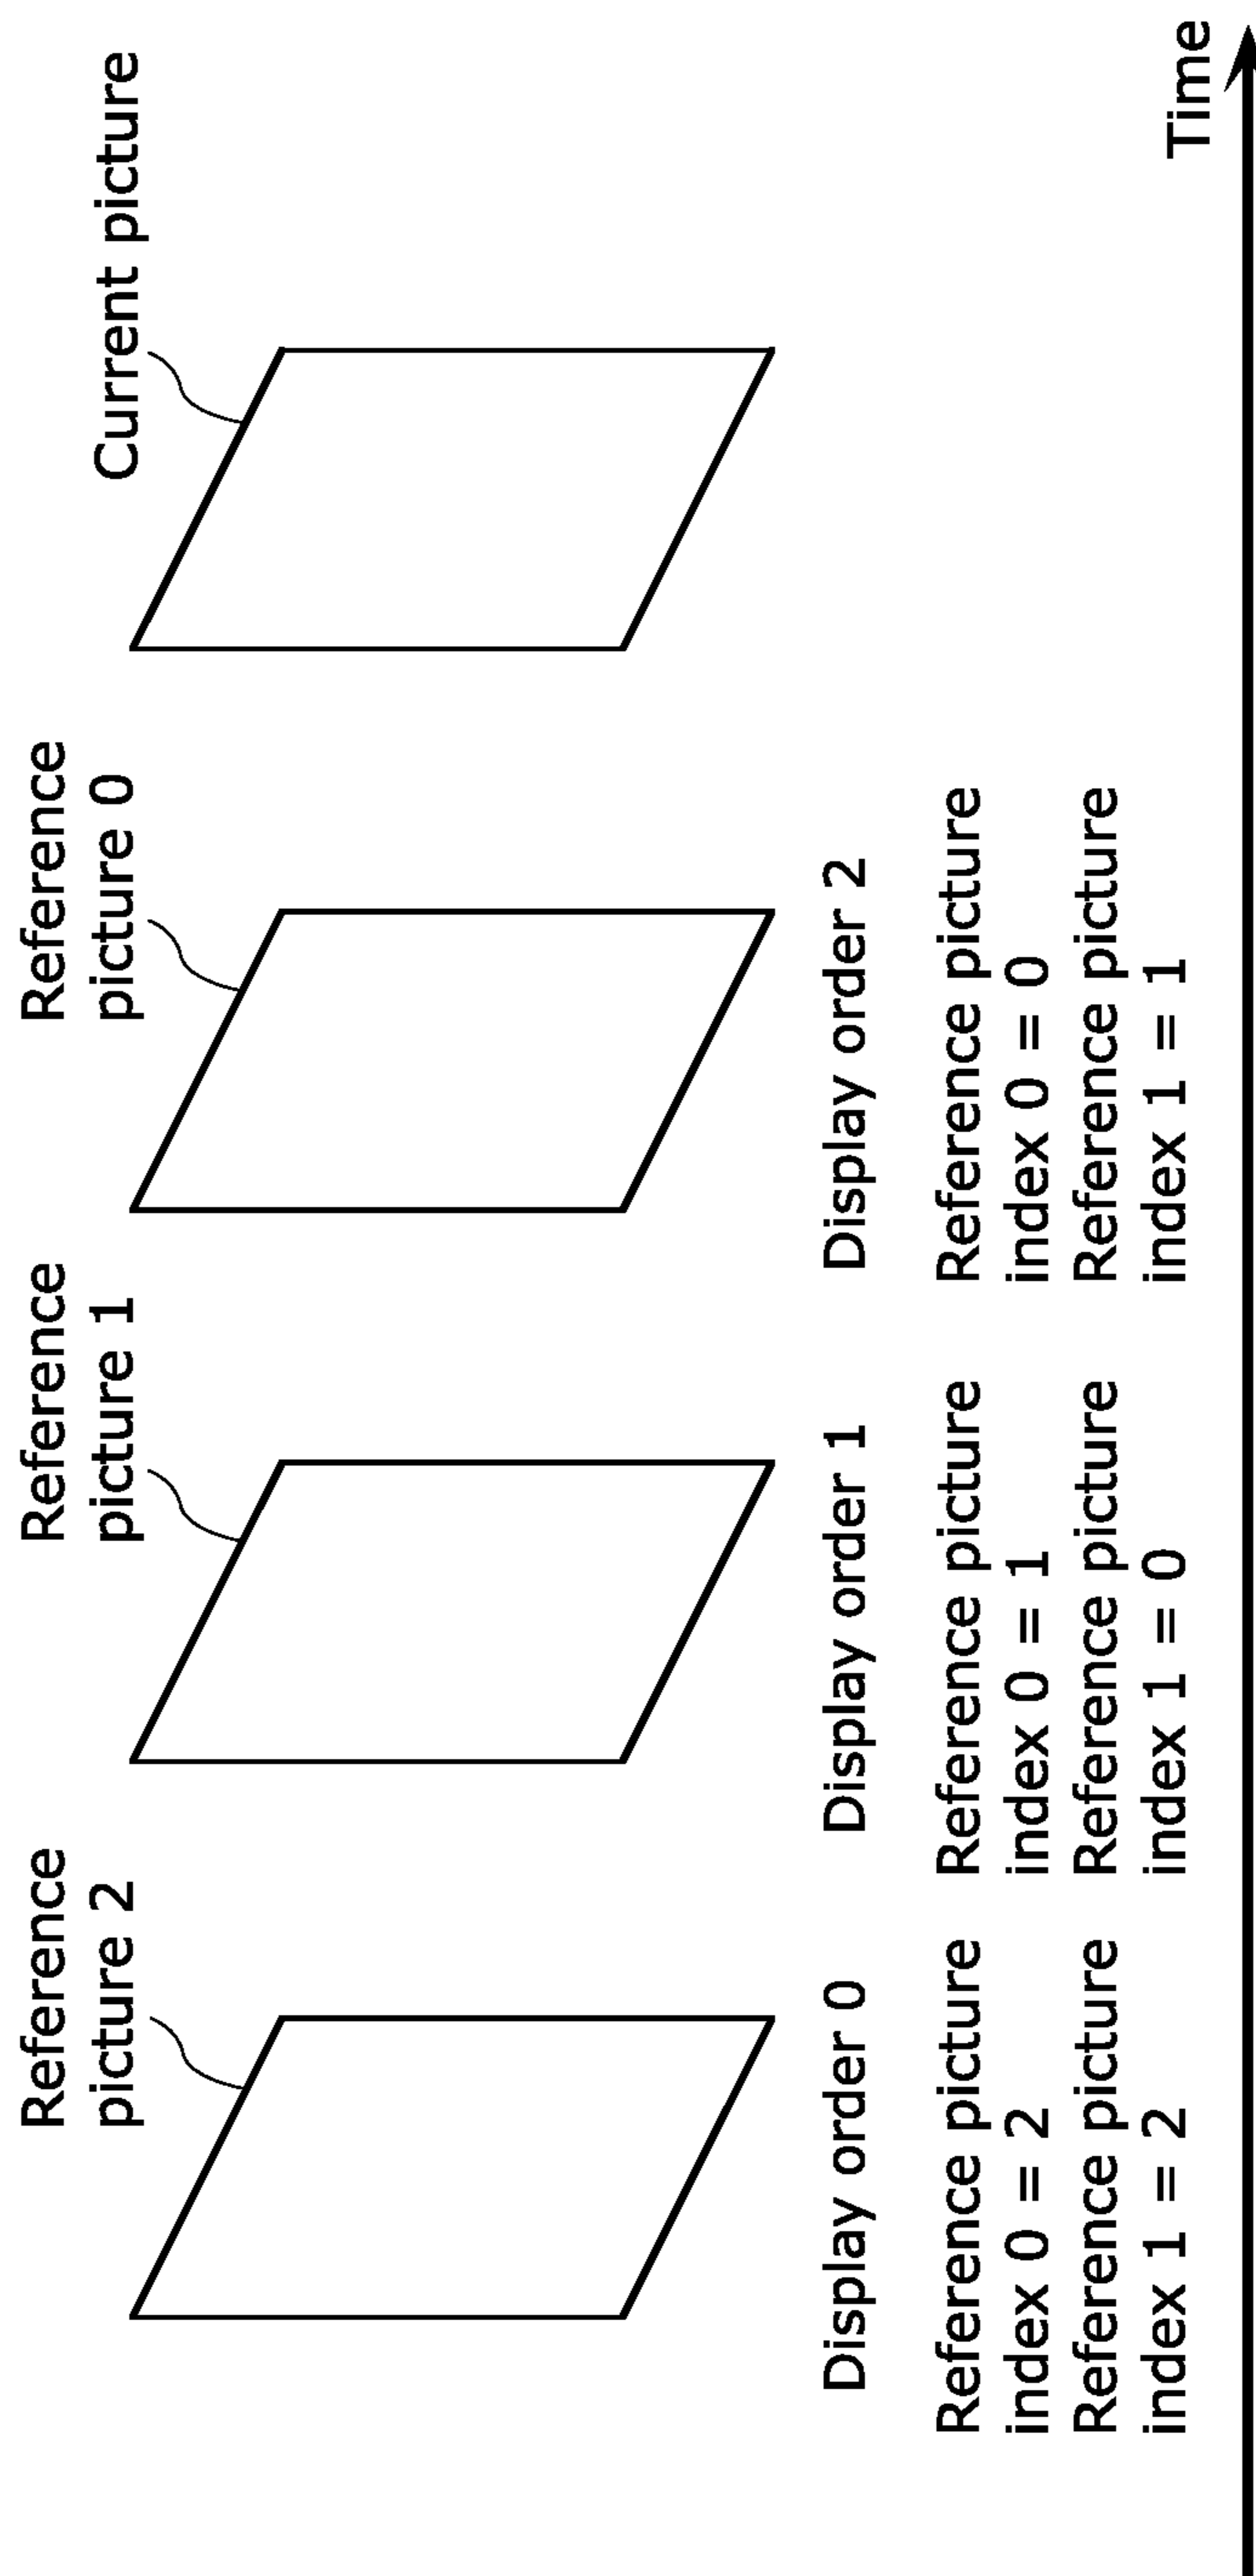 Reference
picture 2
Reference
picture 1
Reference
picture 0
Current picture
Display order 0
Display order 1
Display order 2
Reference picture
index 0 = 2
Reference picture
index 1 = 2
Reference picture
index 0 = 1
Reference picture
index 1 = 0
Reference picture
index 0 = 0
Reference picture
index 1 = 1
Time